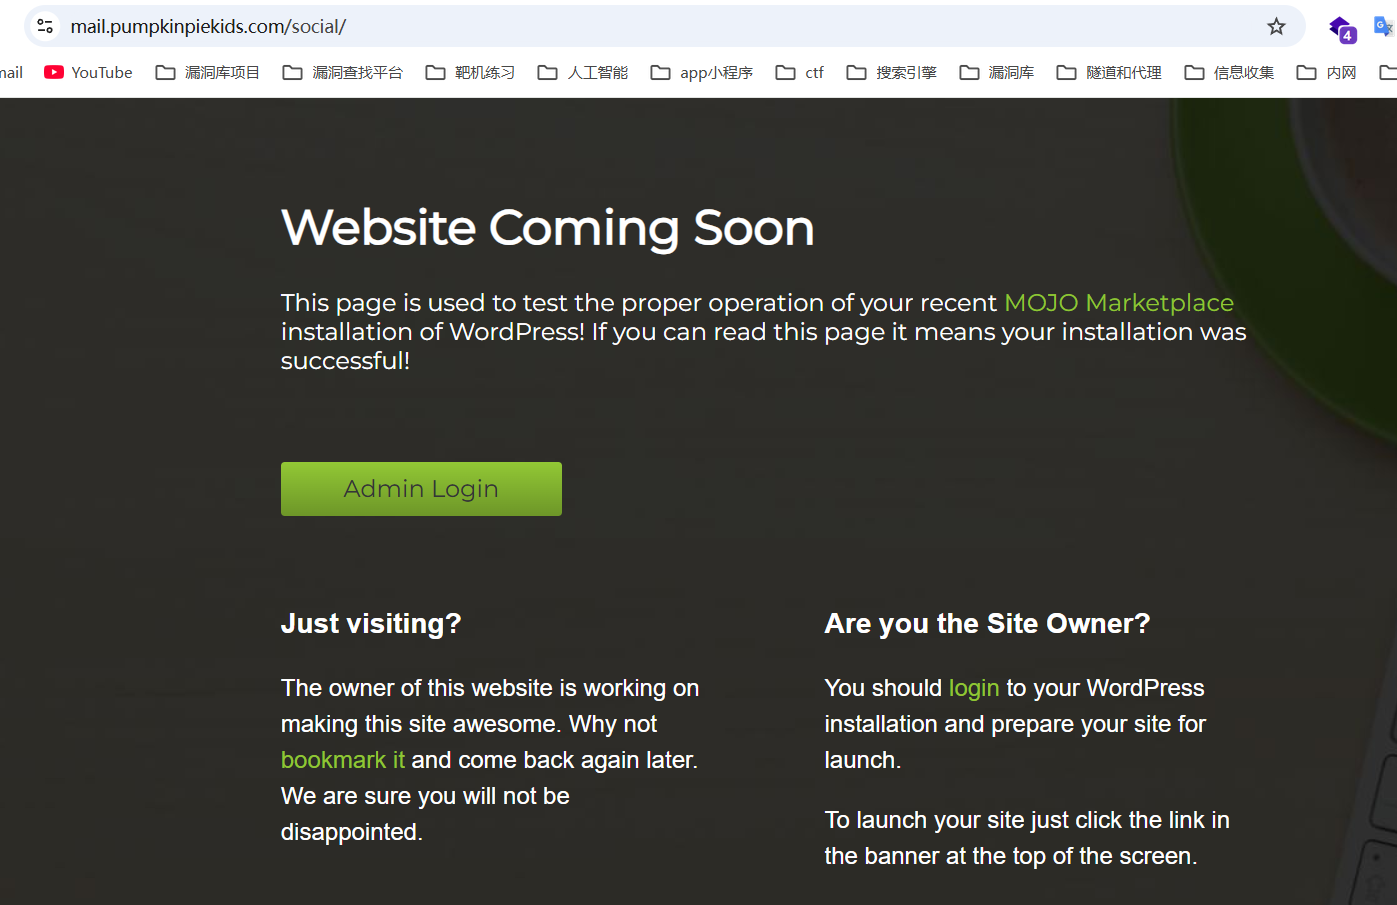 mail.pumpkinpiekids.com/social/
4
YouTube 漏洞库项目 漏洞查找平台 靶机练习 人工智能 app小程序 ctf 搜索引擎 漏洞库 隧道和代理 信息收集 内网
Website Coming Soon
This page is used to test the proper operation of your recent MOJO Marketplace
installation of WordPress! If you can read this page it means your installation was
successful!
Admin Login
Just visiting?
The owner of this website is working on
making this site awesome. Why not
bookmark it and come back again later.
We are sure you will not be
disappointed.
Are you the Site Owner?
You should login to your WordPress
installation and prepare your site for
launch.
To launch your site just click the link in
the banner at the top of the screen.